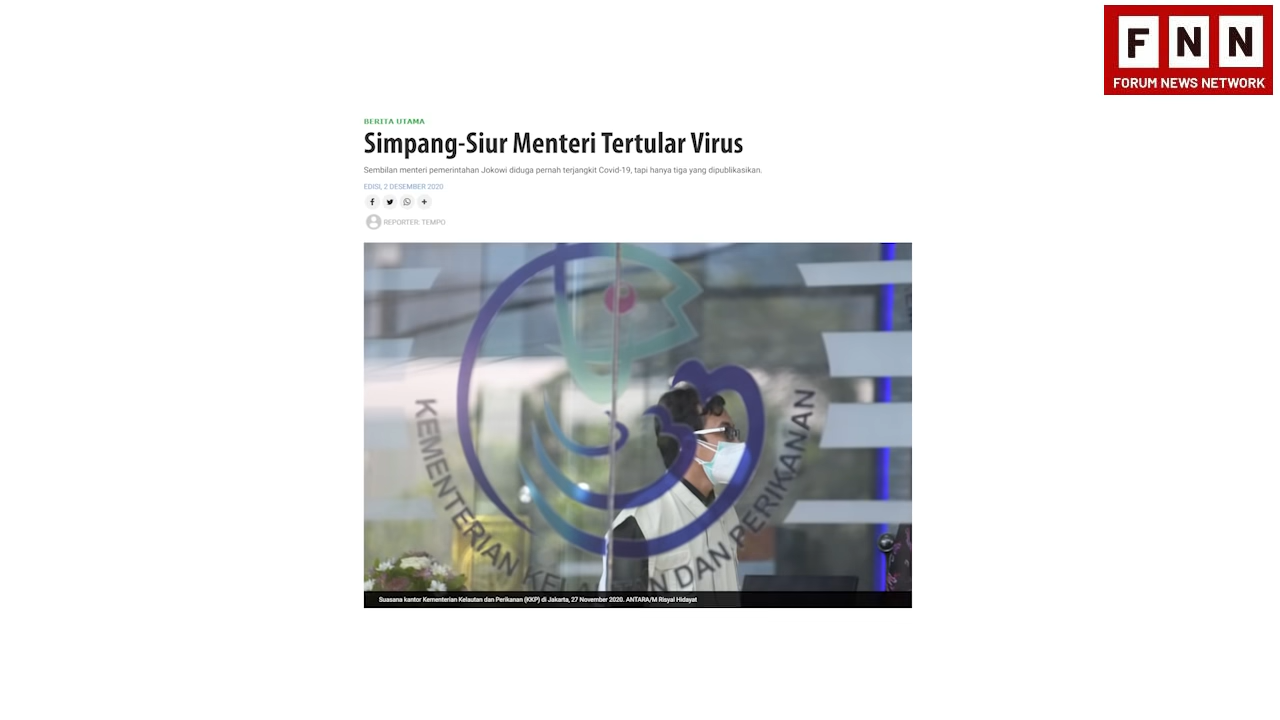 F N N
FORUM NEWS NETWORK
BERITA UTAMA
Simpang-Siur Menteri Tertular Virus
Sembilan menteri pemerintahan Jokowi diduga pernah terjangkit Covid-19, tapi hanya tiga yang dipublikasikan.
EDISI, 2 DESEMBER 2020
REPORTER: TEMPO
KEMENTERIAN KELAUTAN DAN PERIKANAN
Suasana kantor Kementerian Kelautan dan Perikanan (KKP) di Jakarta, 27 November 2020. ANTARA/M Risyal Hidayat